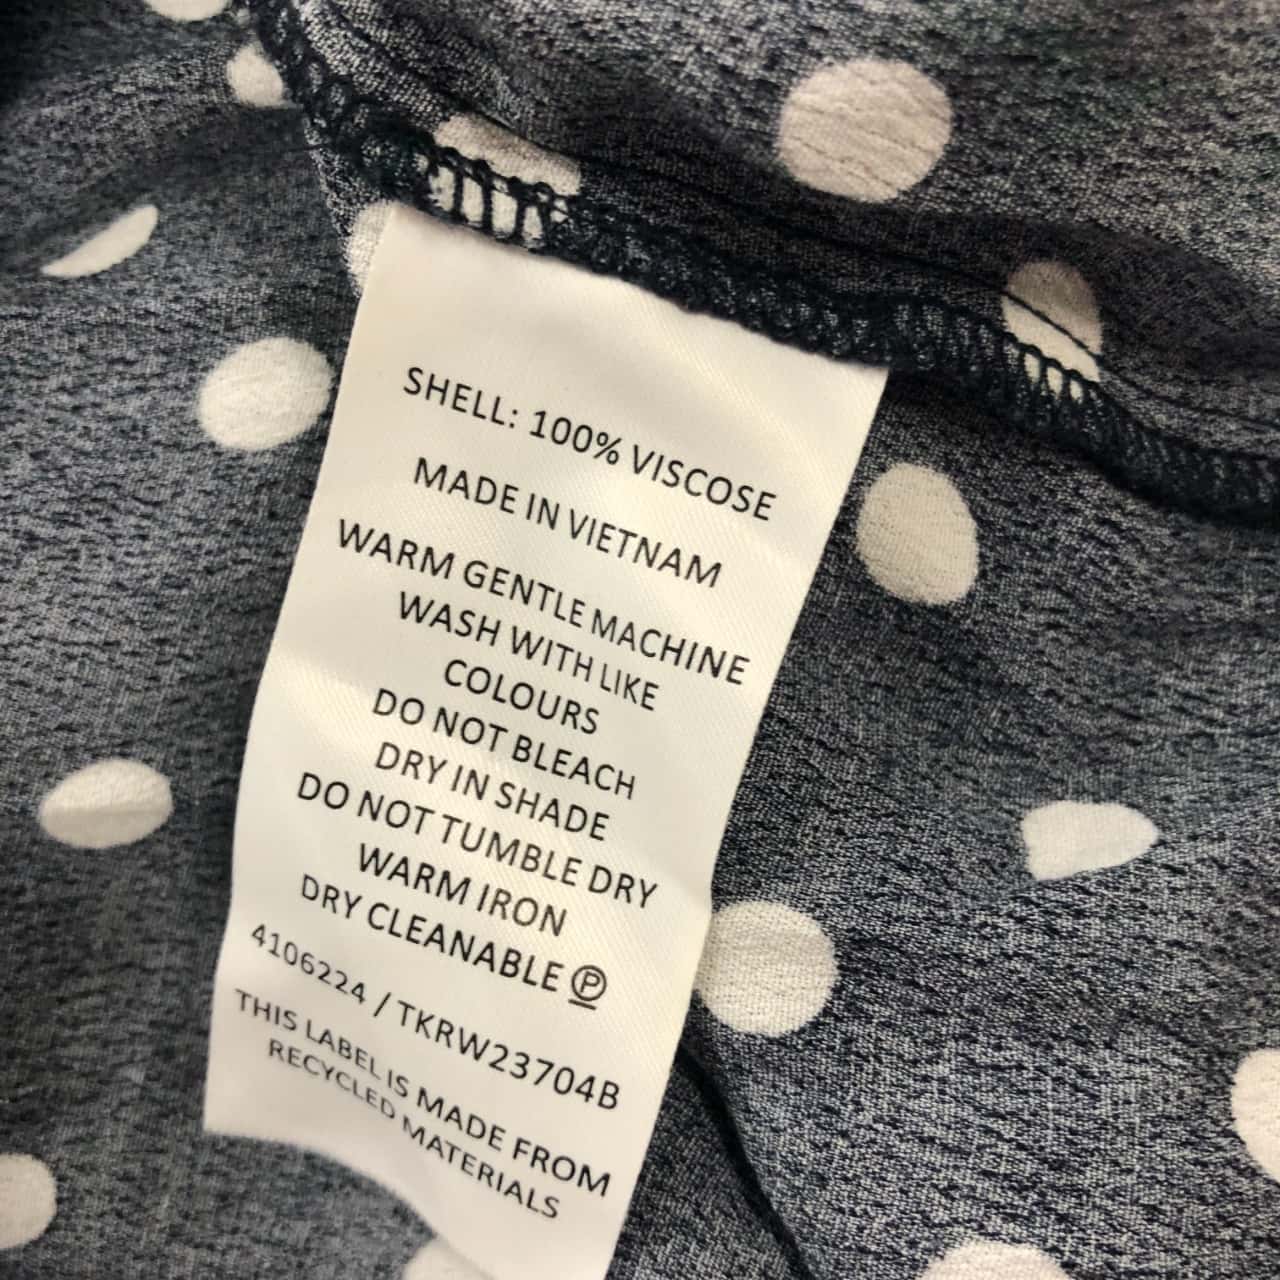 SHELL: 100% VISCOSE
MADE IN VIETNAM
WARM GENTLE MACHINE
WASH WITH LIKE
COLOURS
DO NOT BLEACH
DRY IN SHADE
DO NOT TUMBLE DRY
WARM IRON
DRY CLEANABLE Ⓟ
4106224 / TKRW23704B
THIS LABEL IS MADE FROM
RECYCLED MATERIALS